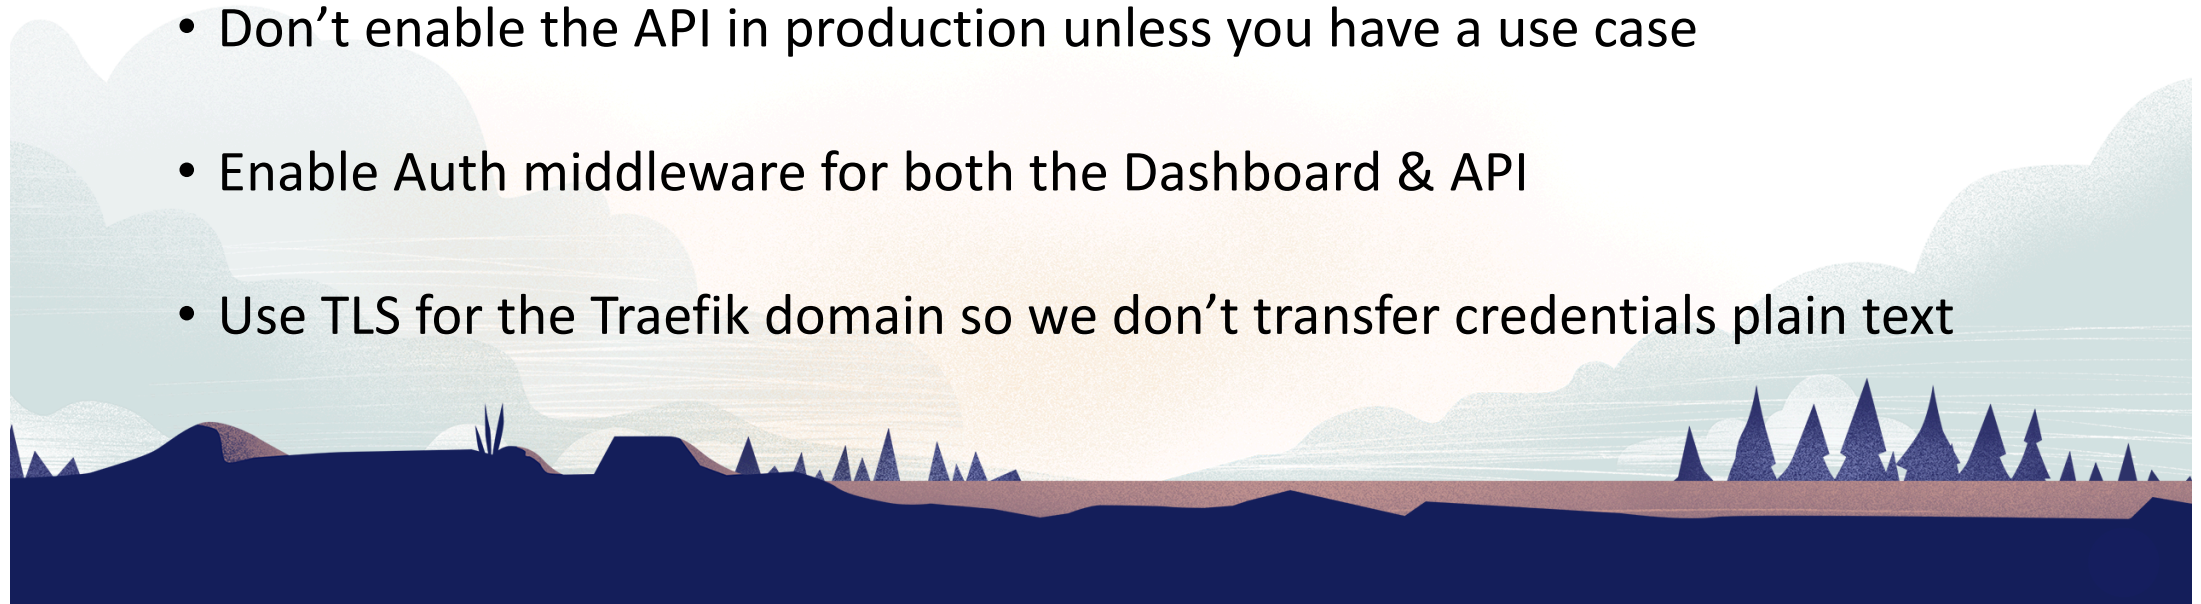 • Don’t enable the API in production unless you have a use case
• Enable Auth middleware for both the Dashboard & API
• Use TLS for the Traefik domain so we don’t transfer credentials plain text